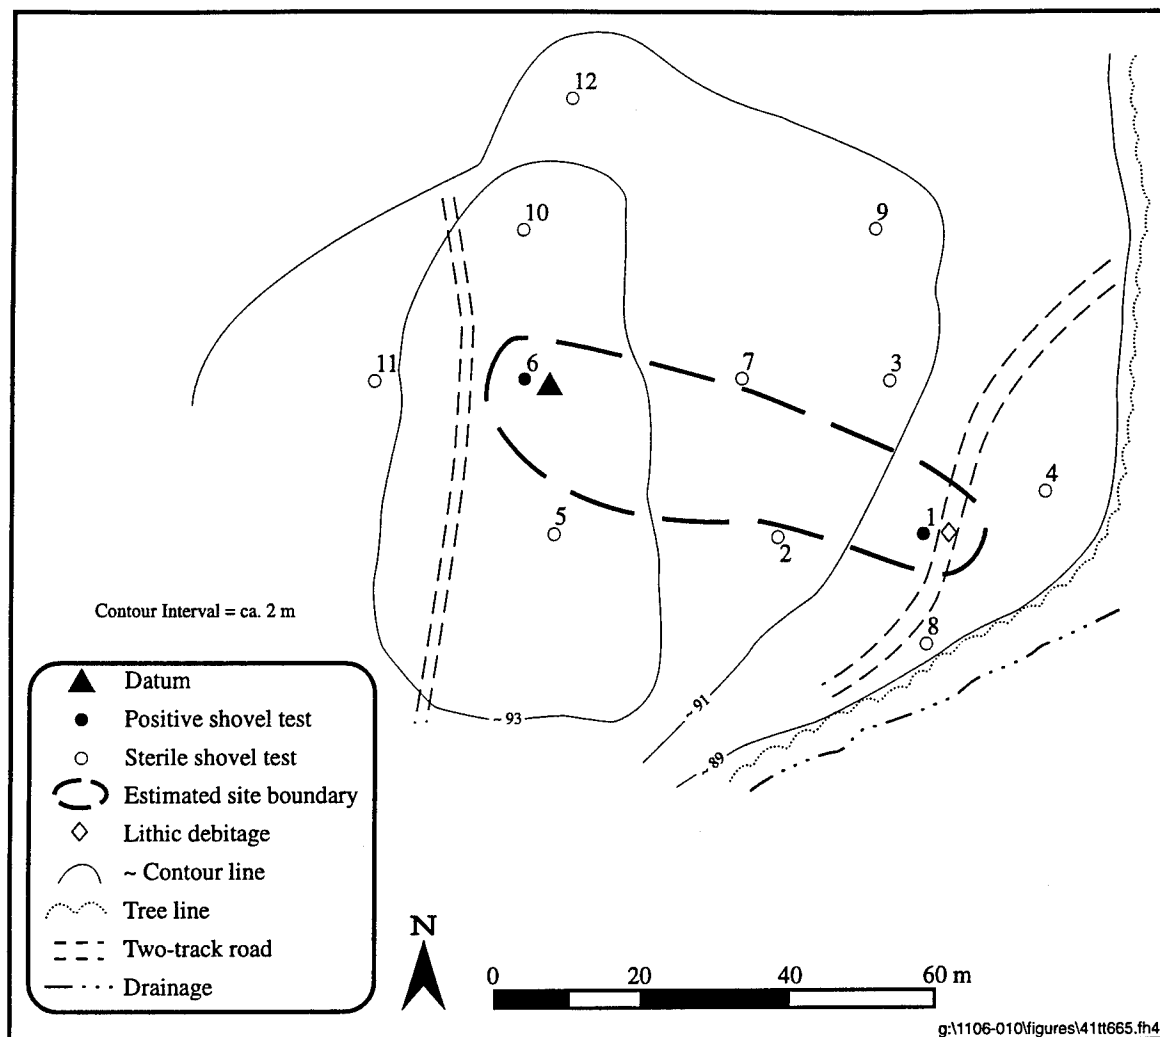 12
10
9
11
6
7
3
4
5
2
1
8
Contour Interval = ca. 2 m
~ 93
~ 91
~ 89
Datum
Positive shovel test
Sterile shovel test
Estimated site boundary
Lithic debitage
~ Contour line
Tree line
Two-track road
Drainage
N
0 20 40 60 m
g:\1106-010\figures\41tt665.fh4